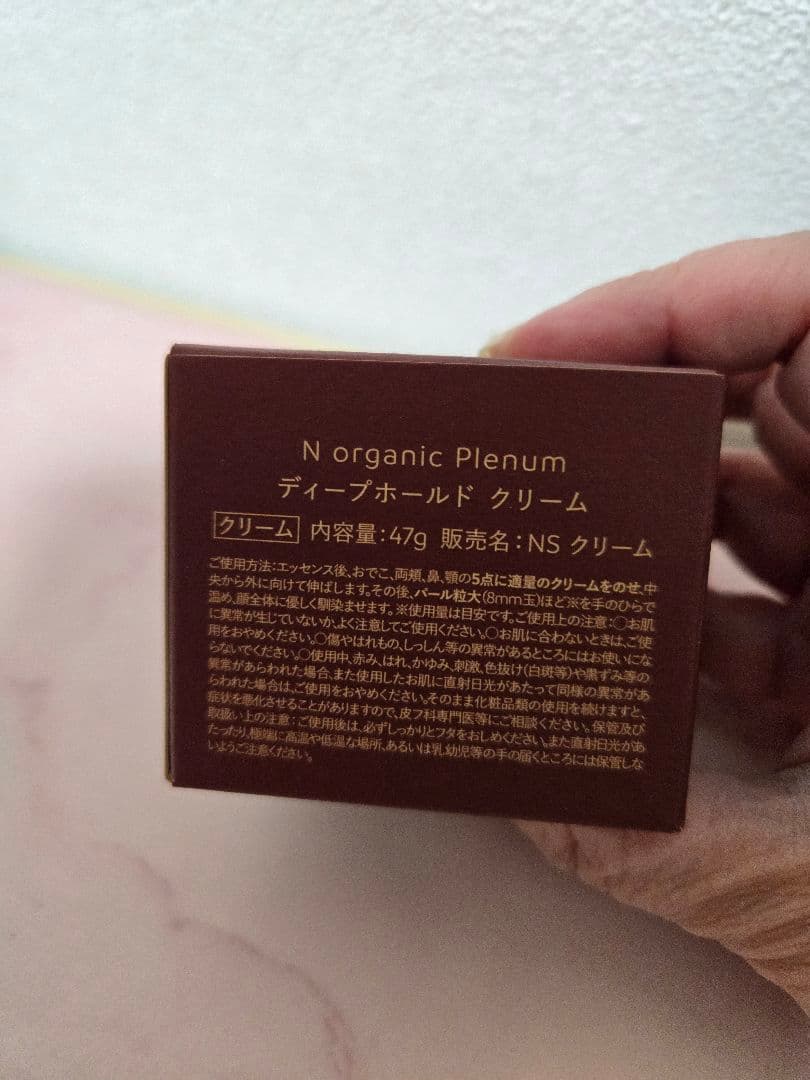 N organic Plenum
ディープホールド クリーム
クリーム 内容量:47g 販売名:NS クリーム
ご使用方法:エッセンス後、おでこ、両頬、鼻、顎の5点に適量のクリームをのせ、中
央から外に向けて伸ばします。その後、パール粒大(8mm玉)ほど※を手のひらで
温め、顔全体に優しく馴染ませます。※使用量は目安です。ご使用上の注意:○お肌
に異常が生じていないか、よく注意してご使用ください。○お肌に合わないときは、ご使
用をおやめください。○傷やはれもの、しっしん等の異常があるところにはお使いにな
らないでください。○使用中、赤み、はれ、かゆみ、刺激、色抜け(白斑等)や黒ずみ等の
異常があらわれた場合、また使用したお肌に直射日光があたって同様の異常があ
らわれた場合は、ご使用をおやめください。そのまま化粧品類の使用を続けますと、
症状を悪化させることがありますので、皮フ科専門医等にご相談ください。保管及び
取扱い上の注意:ご使用後は、必ずしっかりとフタをおしめください。また直射日光があ
たったり、極端に高温や低温な場所、あるいは乳幼児等の手の届くところには保管しな
いようご注意ください。